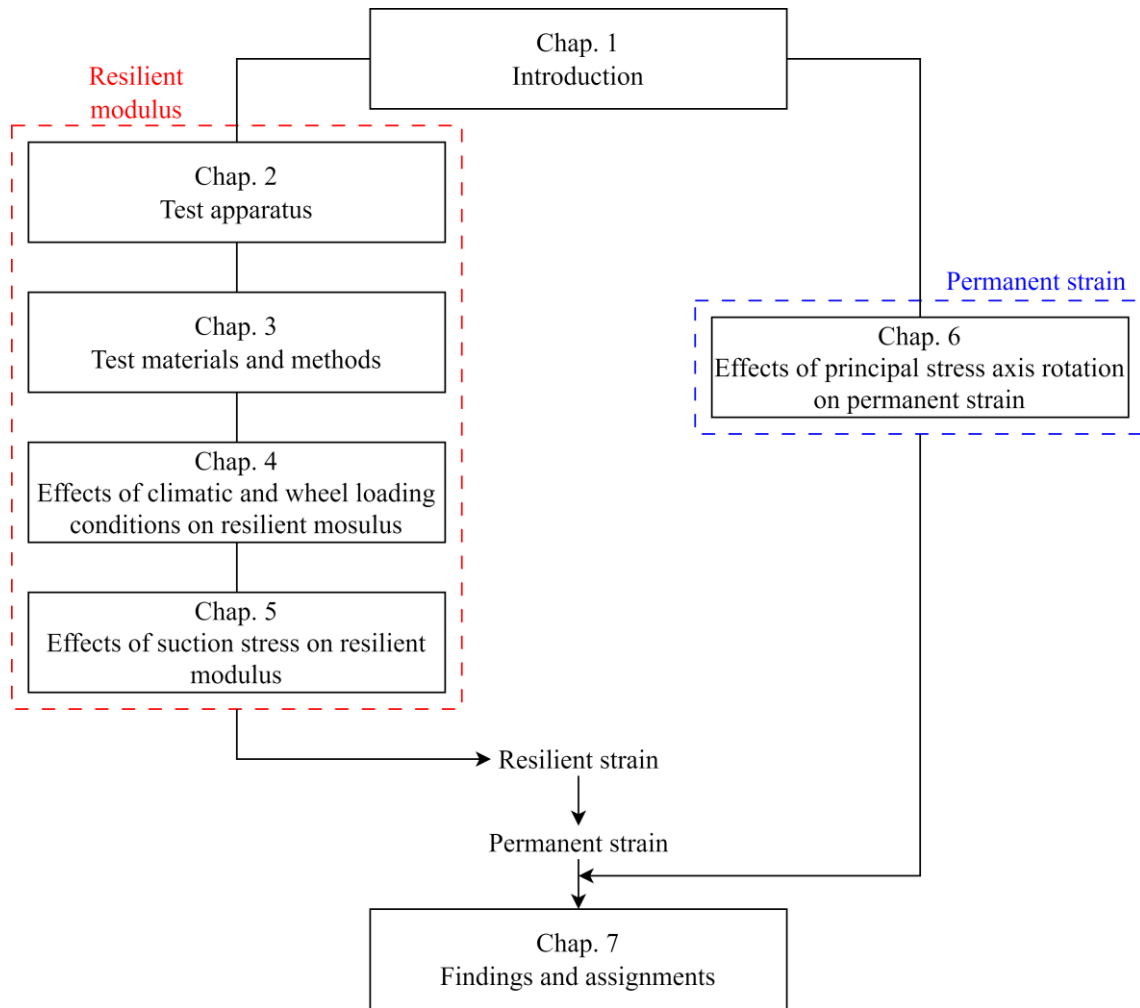 Chap. 1
Introduction
Resilient
modulus
Chap. 2
Test apparatus
Chap. 3
Test materials and methods
Chap. 4
Effects of climatic and wheel loading
conditions on resilient mosulus
Chap. 5
Effects of suction stress on resilient
modulus
Permanent strain
Chap. 6
Effects of principal stress axis rotation
on permanent strain
Resilient strain
Permanent strain
Chap. 7
Findings and assignments